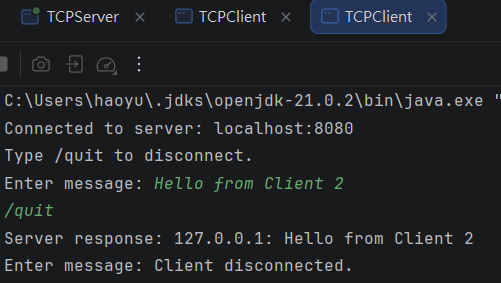 TCPServer TCPClient TCPClient
C:\Users\haoyu\.jdks\openjdk-21.0.2\bin\java.exe "
Connected to server: localhost:8080
Type /quit to disconnect.
Enter message: Hello from Client 2
/quit
Server response: 127.0.0.1: Hello from Client 2
Enter message: Client disconnected.